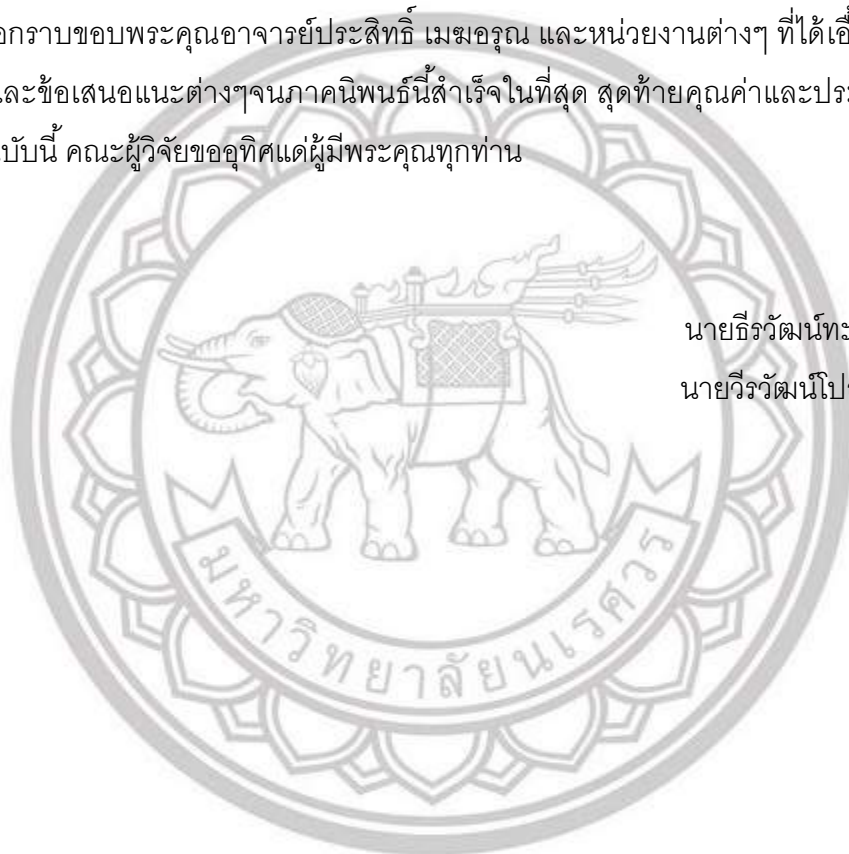 อกราบขอบพระคุณอาจารย์ประสิทธิ์ เมฆอรุณ และหน่วยงานต่างๆ ที่ได้เอื้
ละข้อเสนอแนะต่างๆจนภาคนิพนธ์นี้สำเร็จในที่สุด สุดท้ายคุณค่าและประ
บับนี้ คณะผู้วิจัยขออุทิศแด่ผู้มีพระคุณทุกท่าน
นายธีรวัฒน์ทะ
นายวีรวัฒน์โปร
มหาวิทยาลัยนเรศวร